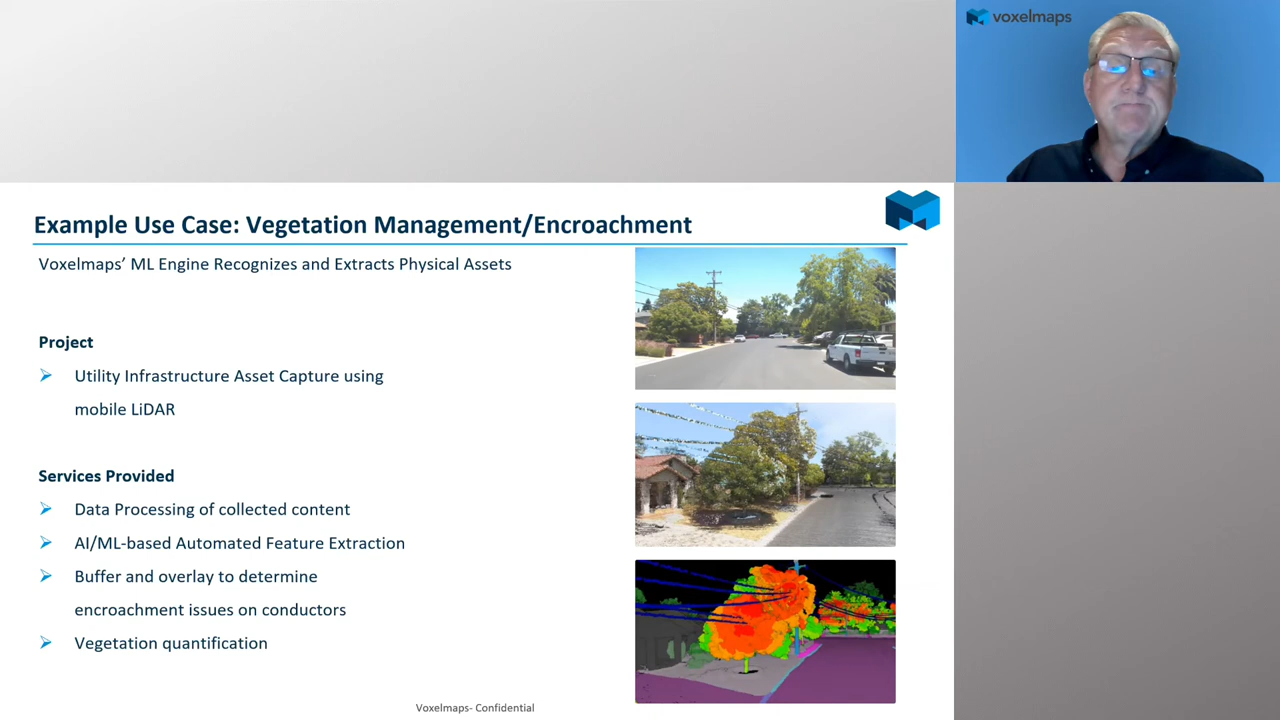 voxelmaps
Example Use Case: Vegetation Management/Encroachment
Voxelmaps’ ML Engine Recognizes and Extracts Physical Assets
Project
Utility Infrastructure Asset Capture using
mobile LiDAR
Services Provided
Data Processing of collected content
AI/ML-based Automated Feature Extraction
Buffer and overlay to determine
encroachment issues on conductors
Vegetation quantification
Voxelmaps- Confidential